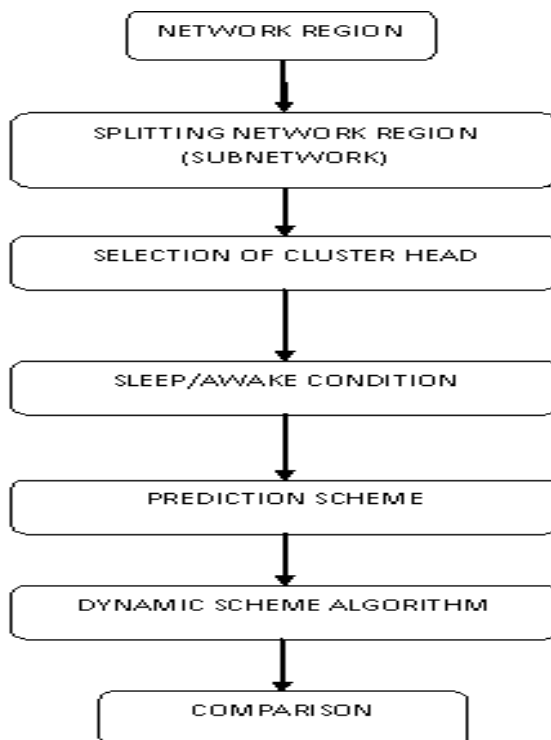 NETWORK REGION
SPLITTING NETWORK REGION
(SUBNETWORK)
SELECTION OF CLUSTER HEAD
SLEEP/AWAKE CONDITION
PREDICTION SCHEME
DYNAMIC SCHEME ALGORITHM
COMPARISON